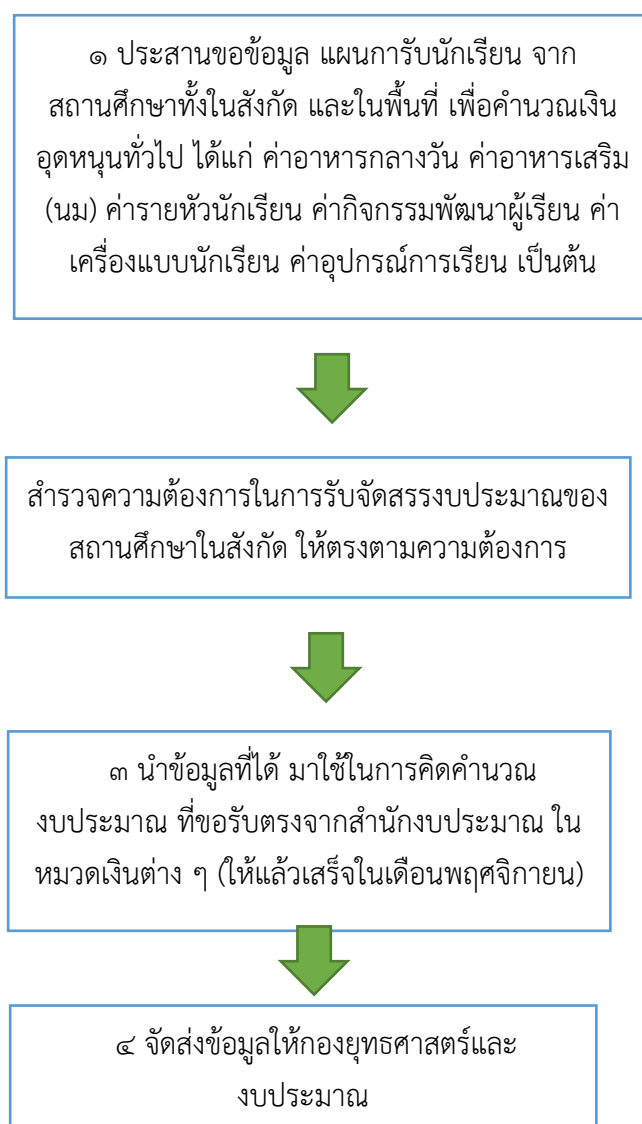 ๑ ประสานขอข้อมูล แผนการับนักเรียน จาก
สถานศึกษาทั้งในสังกัด และในพื้นที่ เพื่อคำนวณเงิน
อุดหนุนทั่วไป ได้แก่ ค่าอาหารกลางวัน ค่าอาหารเสริม
(นม) ค่ารายหัวนักเรียน ค่ากิจกรรมพัฒนาผู้เรียน ค่า
เครื่องแบบนักเรียน ค่าอุปกรณ์การเรียน เป็นต้น
สำรวจความต้องการในการรับจัดสรรงบประมาณของ
สถานศึกษาในสังกัด ให้ตรงตามความต้องการ
๓ นำข้อมูลที่ได้ มาใช้ในการคิดคำนวณ
งบประมาณ ที่ขอรับตรงจากสำนักงบประมาณ ใน
หมวดเงินต่าง ๆ (ให้แล้วเสร็จในเดือนพฤศจิกายน)
๔ จัดส่งข้อมูลให้กองยุทธศาสตร์และ
งบประมาณ